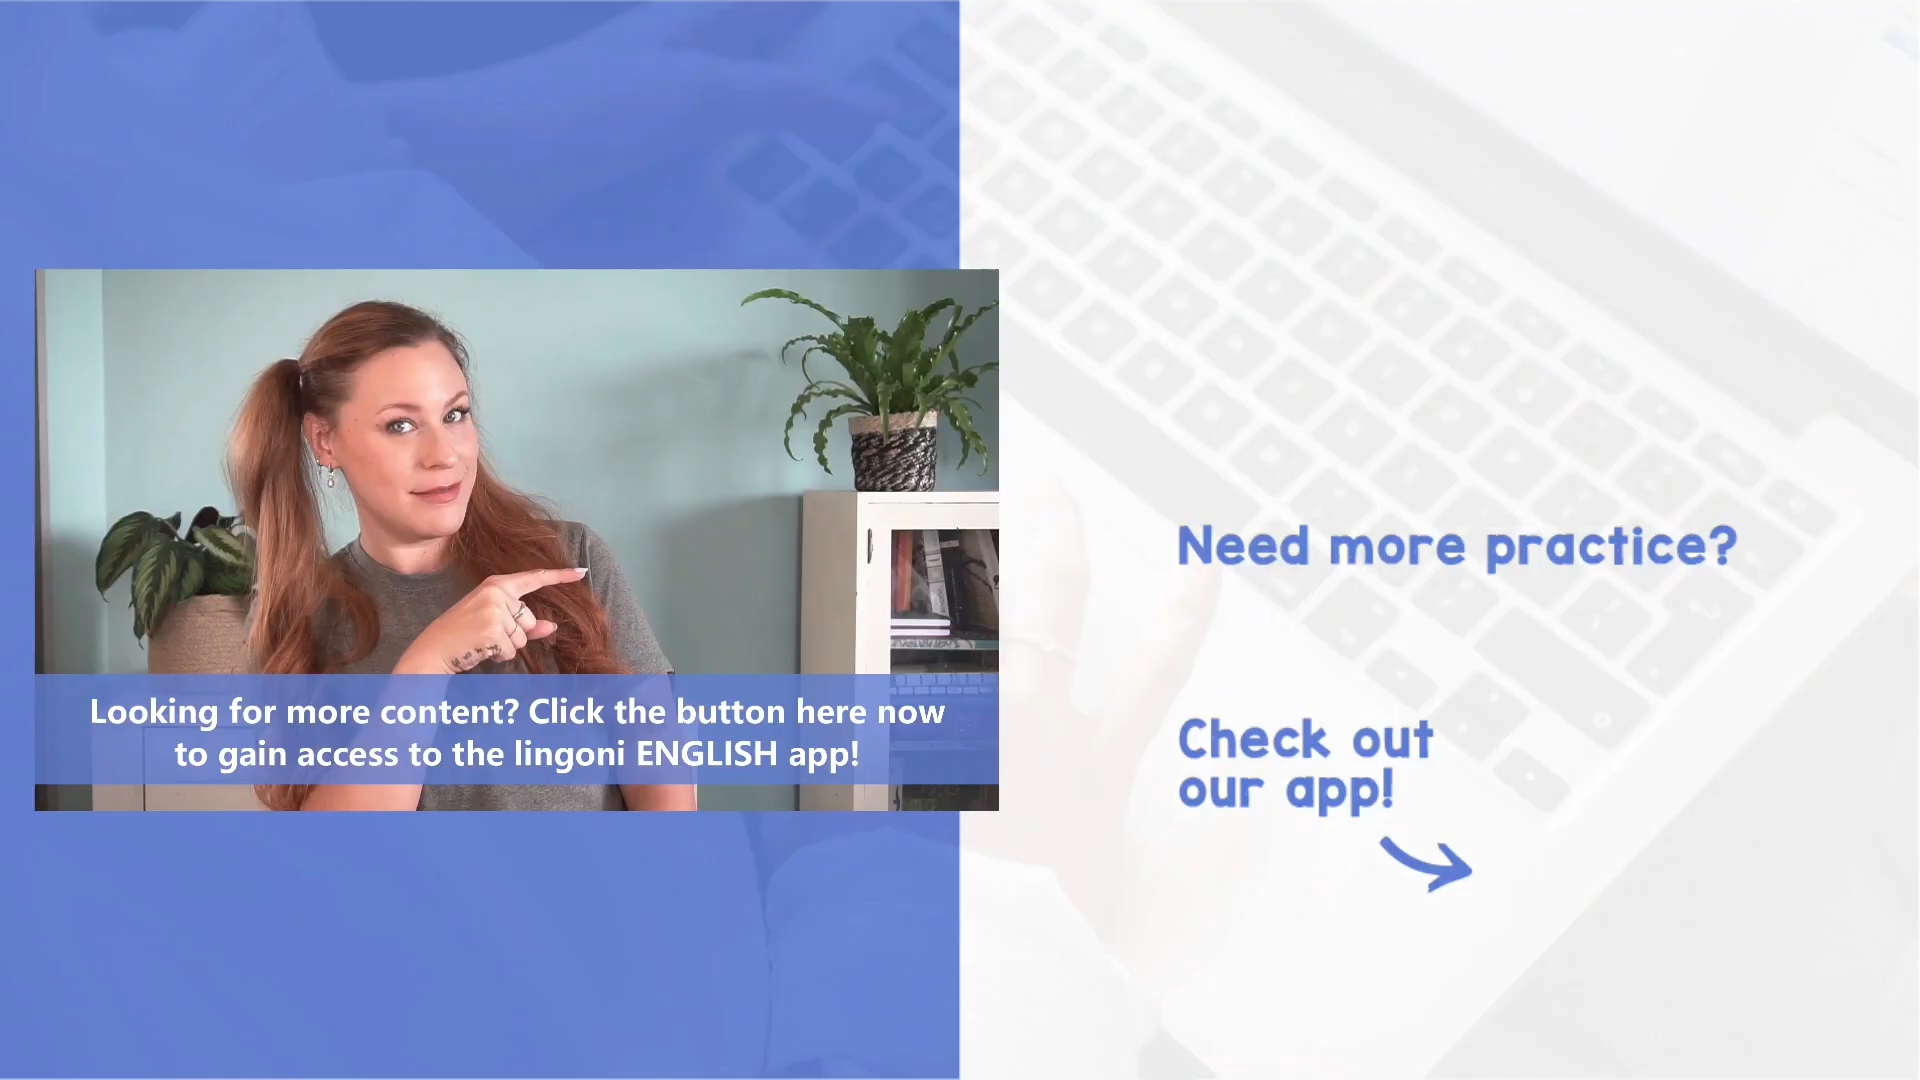 Looking for more content? Click the button here now
to gain access to the lingoni ENGLISH app!
Need more practice?
Check out
our app!